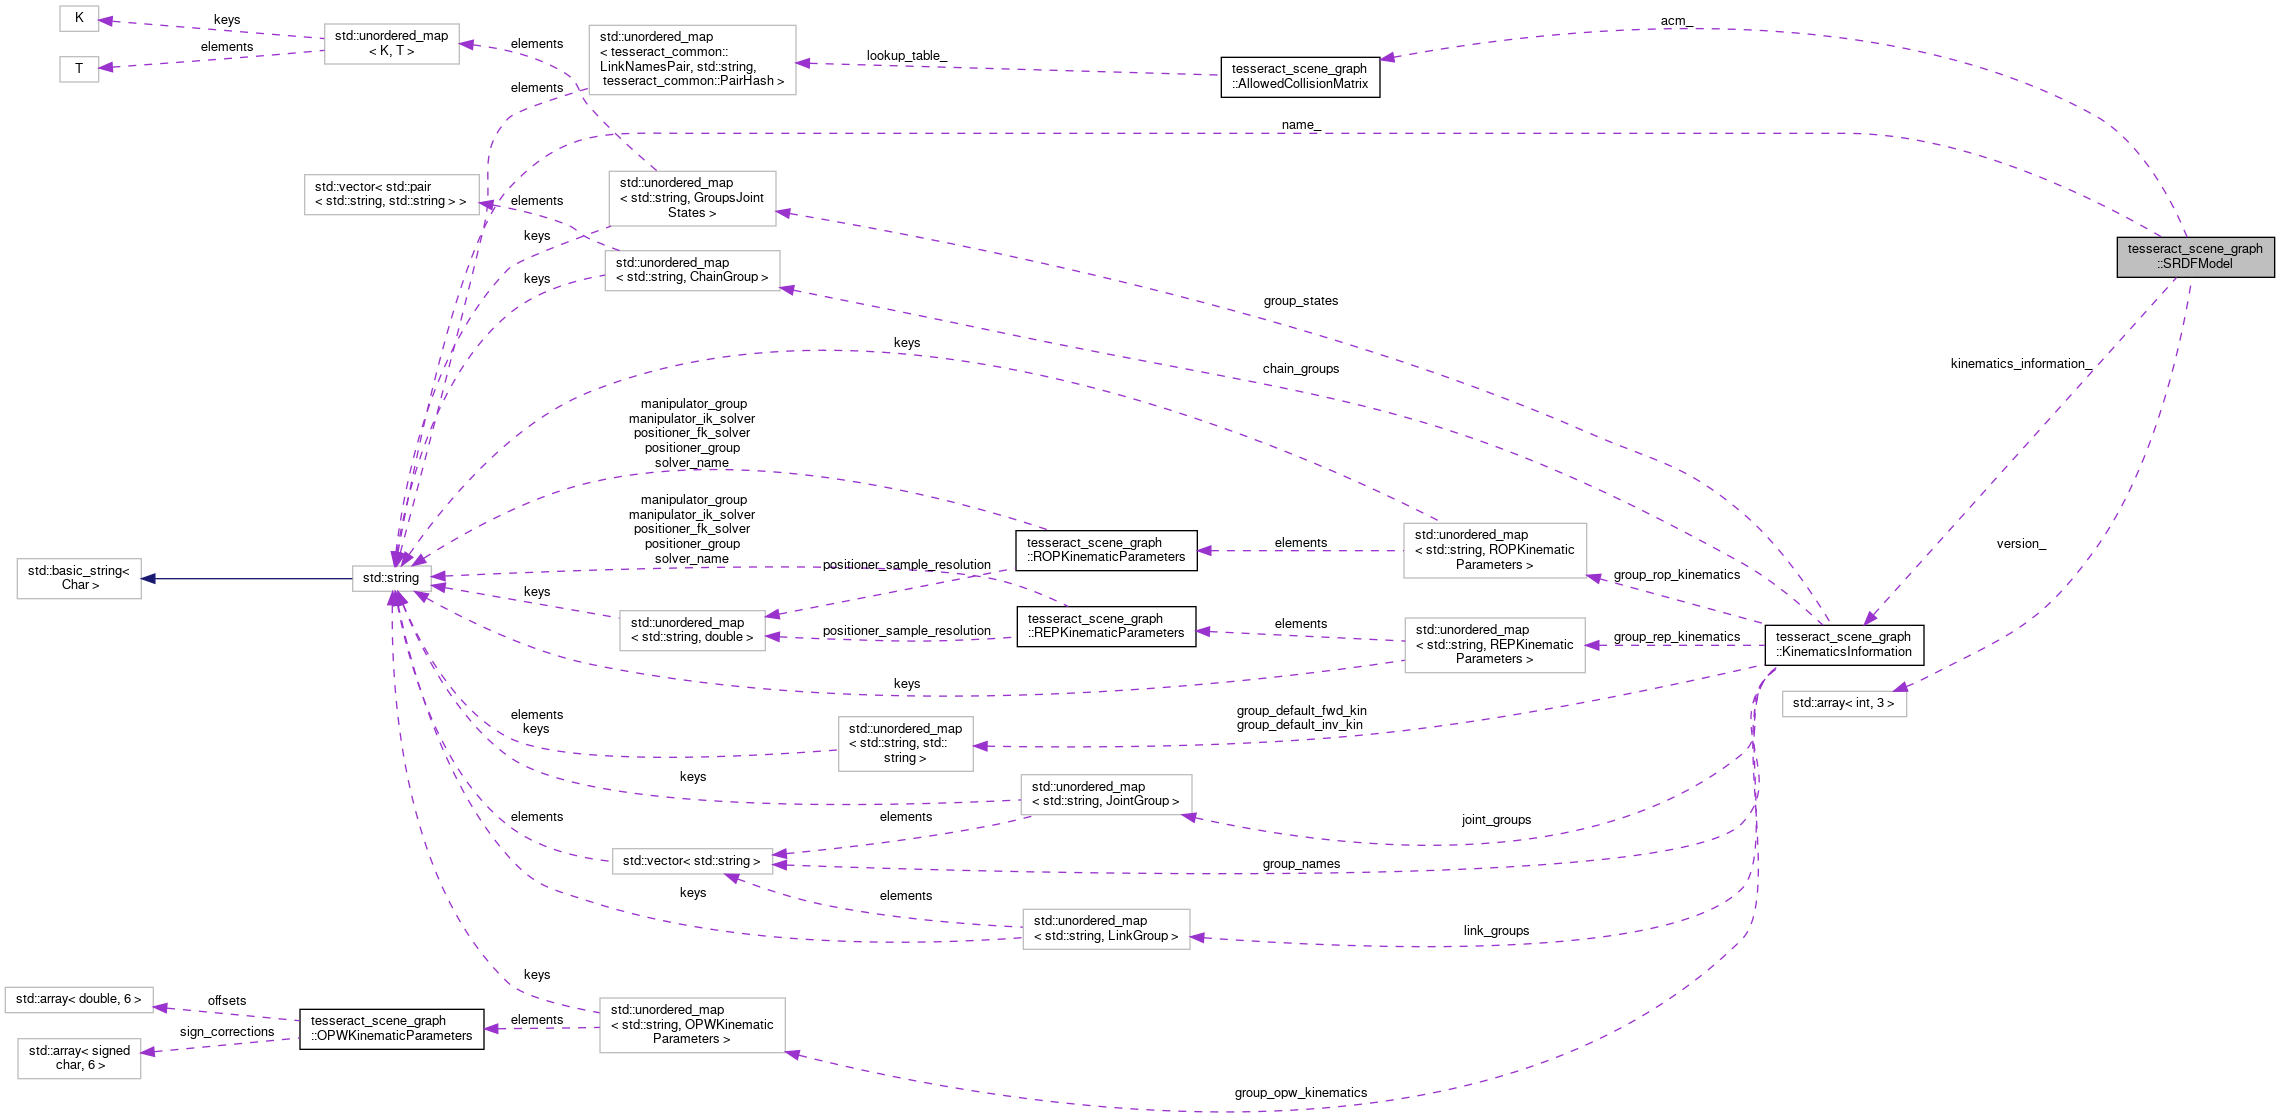 K
keys
std::unordered_map
< K, T >
elements
T
elements
std::unordered_map
< tesseract_common::
LinkNamesPair, std::string,
tesseract_common::PairHash >
elements
lookup_table_
tesseract_scene_graph
::AllowedCollisionMatrix
acm_
name_
std::vector< std::pair
< std::string, std::string > >
elements
std::unordered_map
< std::string, GroupsJoint
States >
keys
std::unordered_map
< std::string, ChainGroup >
keys
tesseract_scene_graph
::SRDFModel
group_states
chain_groups
kinematics_information_
version_
keys
manipulator_group
manipulator_ik_solver
positioner_fk_solver
positioner_group
solver_name
manipulator_group
manipulator_ik_solver
positioner_fk_solver
positioner_group
solver_name
tesseract_scene_graph
::ROPKinematicParameters
elements
std::unordered_map
< std::string, ROPKinematic
Parameters >
group_rop_kinematics
std::basic_string<
Char >
std::string
positioner_sample_resolution
keys
std::unordered_map
< std::string, double >
positioner_sample_resolution
tesseract_scene_graph
::REPKinematicParameters
elements
std::unordered_map
< std::string, REPKinematic
Parameters >
group_rep_kinematics
tesseract_scene_graph
::KinematicsInformation
keys
std::array< int, 3 >
elements
keys
std::unordered_map
< std::string, std::
string >
group_default_fwd_kin
group_default_inv_kin
keys
std::unordered_map
< std::string, JointGroup >
joint_groups
elements
elements
std::vector< std::string >
group_names
keys
elements
std::unordered_map
< std::string, LinkGroup >
link_groups
keys
std::array< double, 6 >
offsets
sign_corrections
std::array< signed
char, 6 >
tesseract_scene_graph
::OPWKinematicParameters
elements
std::unordered_map
< std::string, OPWKinematic
Parameters >
group_opw_kinematics